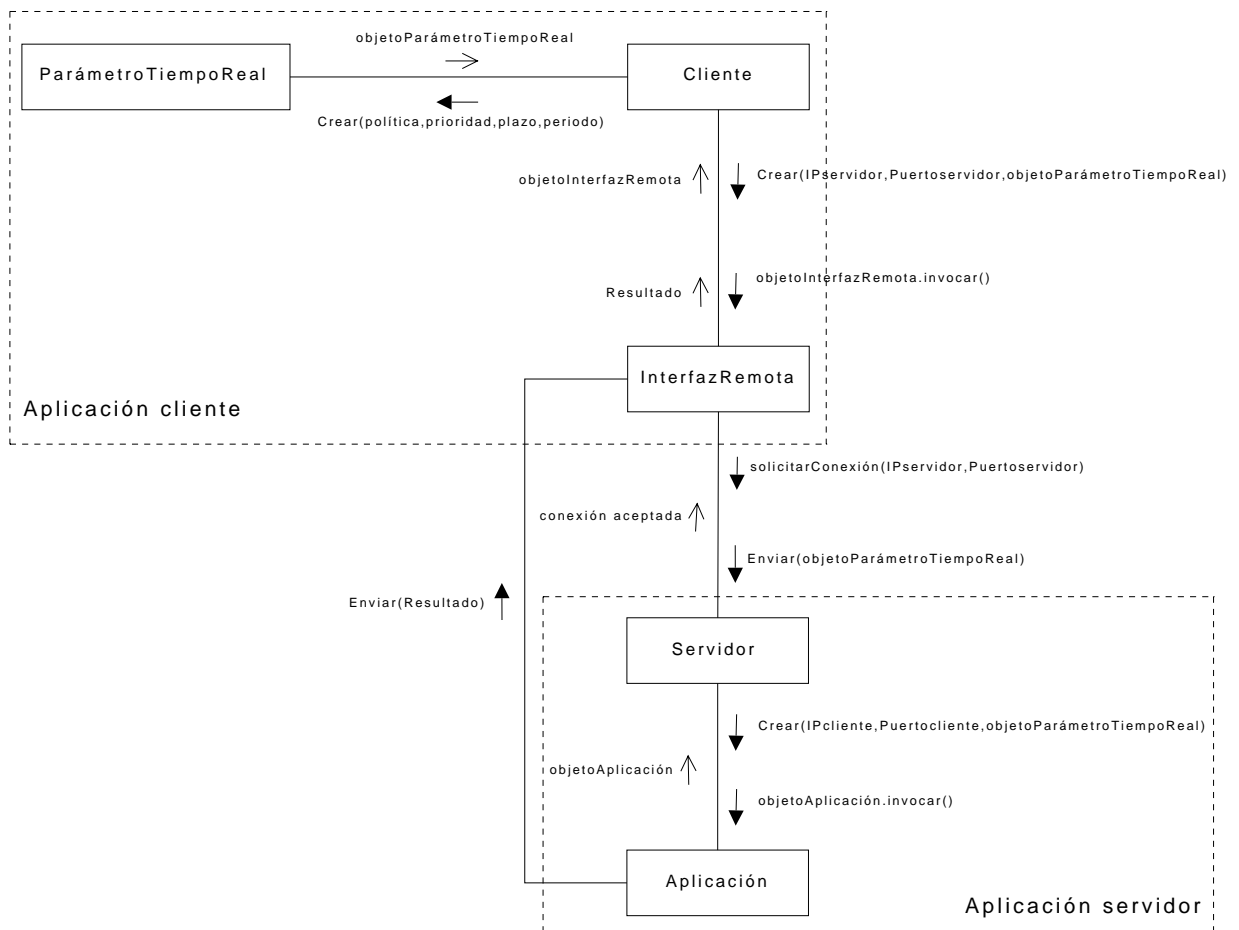 objetoParámetroTiempoReal
ParámetroTiempoReal
Cliente
Crear(política,prioridad,plazo,periodo)
objetoInterfazRemota
Crear(IPservidor,Puertoservidor,objetoParámetroTiempoReal)
objetoInterfazRemota.invocar()
Resultado
InterfazRemota
Aplicación cliente
solicitarConexión(IPservidor,Puertoservidor)
conexión aceptada
Enviar(objetoParámetroTiempoReal)
Enviar(Resultado)
Servidor
Crear(IPcliente,Puertocliente,objetoParámetroTiempoReal)
objetoAplicación
objetoAplicación.invocar()
Aplicación
Aplicación servidor